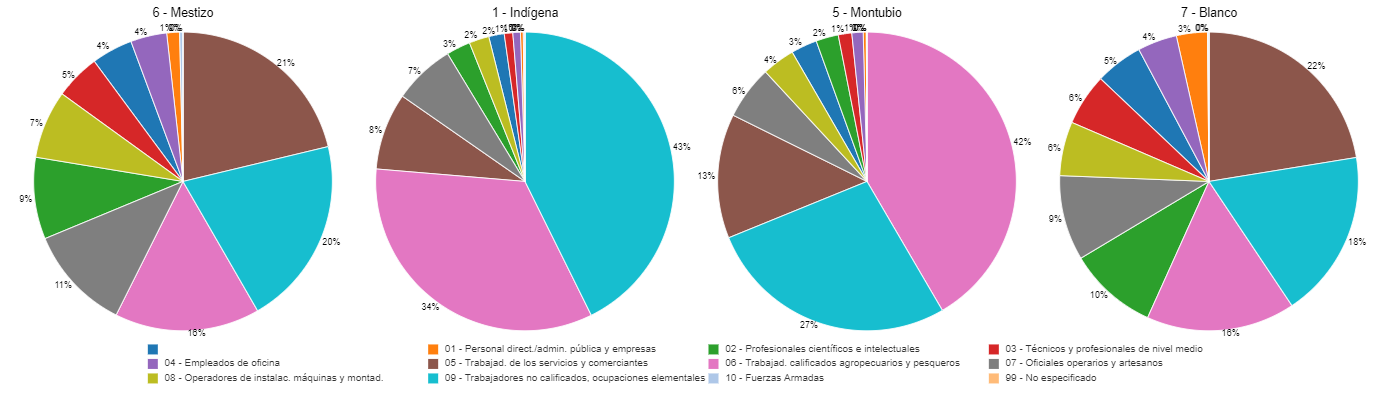 6 - Mestizo
1 - Indígena
5 - Montubio
7 - Blanco
21%
20%
16%
11%
9%
7%
5%
4%
4%
1%
0%
43%
34%
8%
7%
3%
2%
2%
1%
1%
0%
42%
27%
13%
6%
4%
3%
2%
1%
1%
0%
22%
18%
16%
10%
9%
6%
6%
5%
4%
3%
0%
01 - Personal direct./admin. pública y empresas
02 - Profesionales científicos e intelectuales
03 - Técnicos y profesionales de nivel medio
04 - Empleados de oficina
05 - Trabajad. de los servicios y comerciantes
06 - Trabajad. calificados agropecuarios y pesqueros
07 - Oficiales operarios y artesanos
08 - Operadores de instalac. máquinas y montad.
09 - Trabajadores no calificados, ocupaciones elementales
10 - Fuerzas Armadas
99 - No especificado